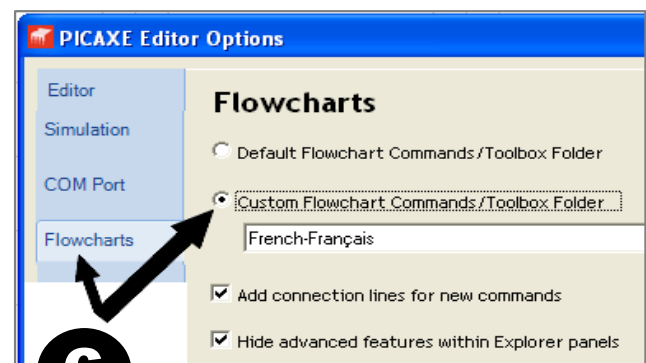 PICAXE Editor Options
Editor
Simulation
COM Port
Flowcharts
Flowcharts
Default Flowchart Commands/Toolbox Folder
Custom Flowchart Commands/Toolbox Folder
French-Français
Add connection lines for new commands
Hide advanced features within Explorer panels
6